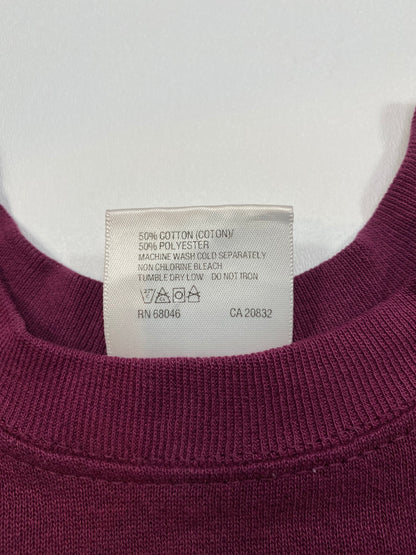 50% COTTON (COTON)/
50% POLYESTER
MACHINE WASH COLD SEPARATELY
NON CHLORINE BLEACH
TUMBLE DRY LOW DO NOT IRON
RN 68046 CA 20832